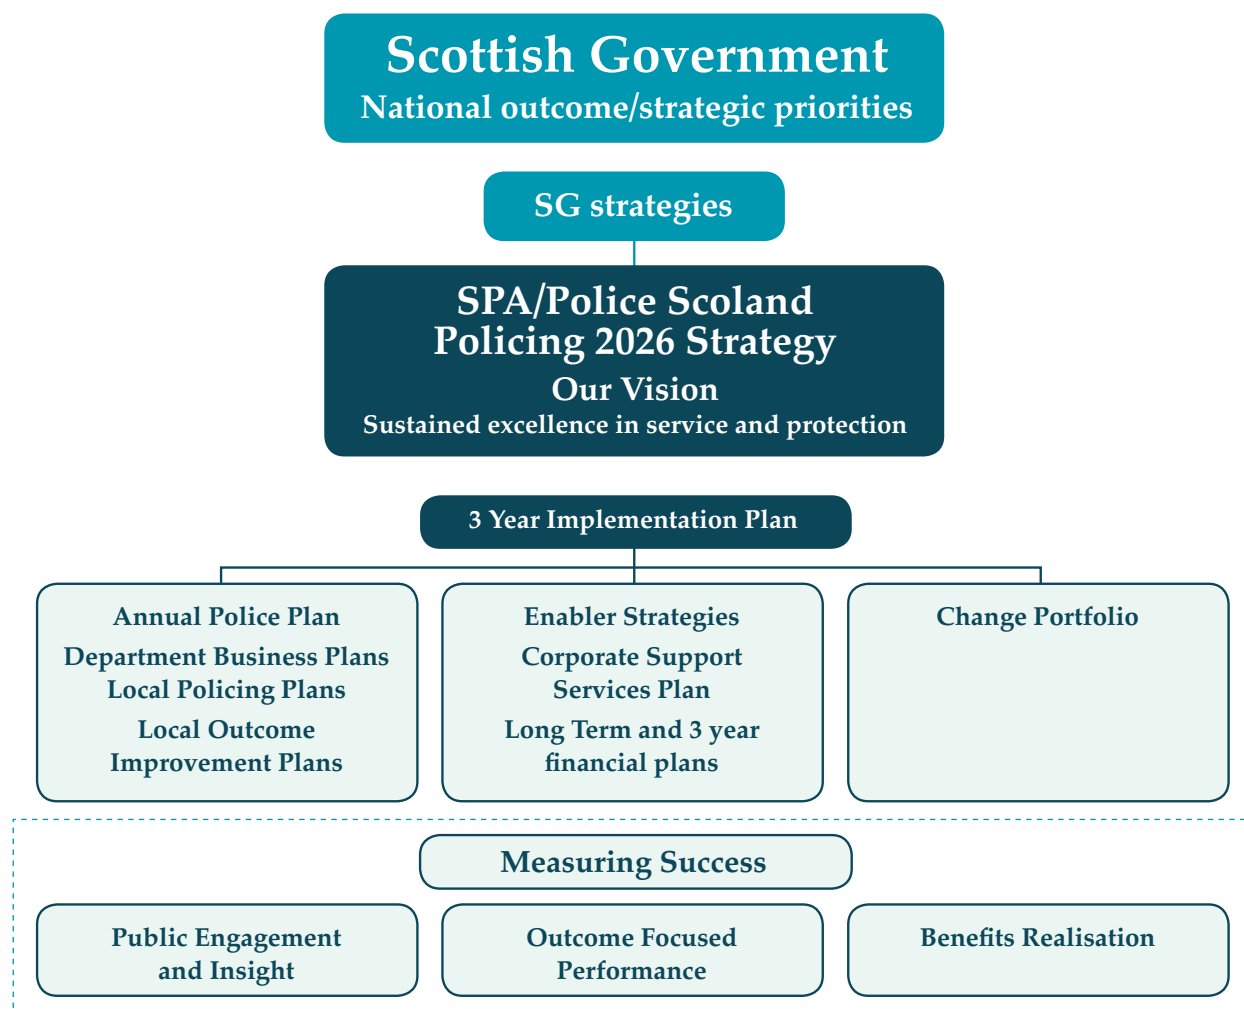 Scottish Government
National outcome/strategic priorities
SG strategies
SPA/Police Scoland
Policing 2026 Strategy
Our Vision
Sustained excellence in service and protection
3 Year Implementation Plan
Annual Police Plan
Department Business Plans
Local Policing Plans
Local Outcome
Improvement Plans
Enabler Strategies
Corporate Support
Services Plan
Long Term and 3 year
financial plans
Change Portfolio
Measuring Success
Public Engagement
and Insight
Outcome Focused
Performance
Benefits Realisation